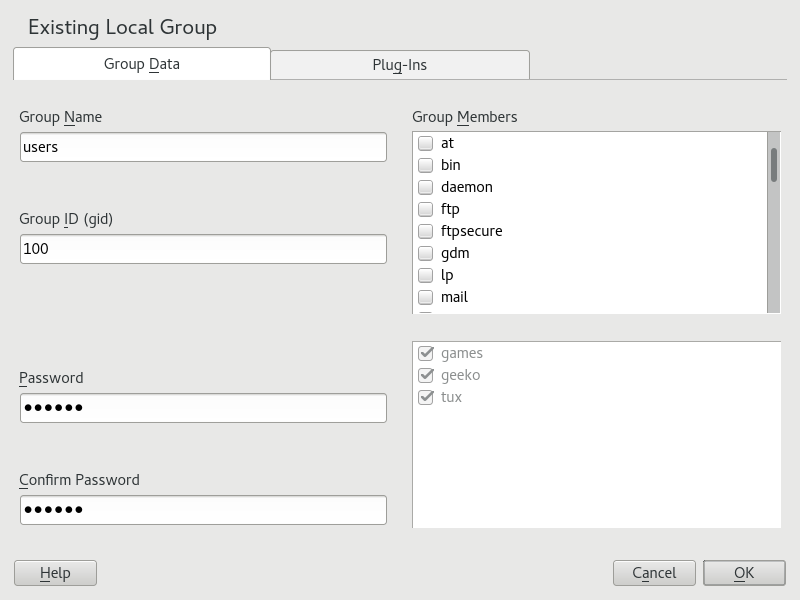 Existing Local Group
Group Data
Plug-Ins
Group Name
users
Group ID (gid)
100
Password
●●●●●●
Confirm Password
●●●●●●
Group Members
at
bin
daemon
ftp
ftpsecure
gdm
lp
mail
games
geeko
tux
Help
Cancel
OK